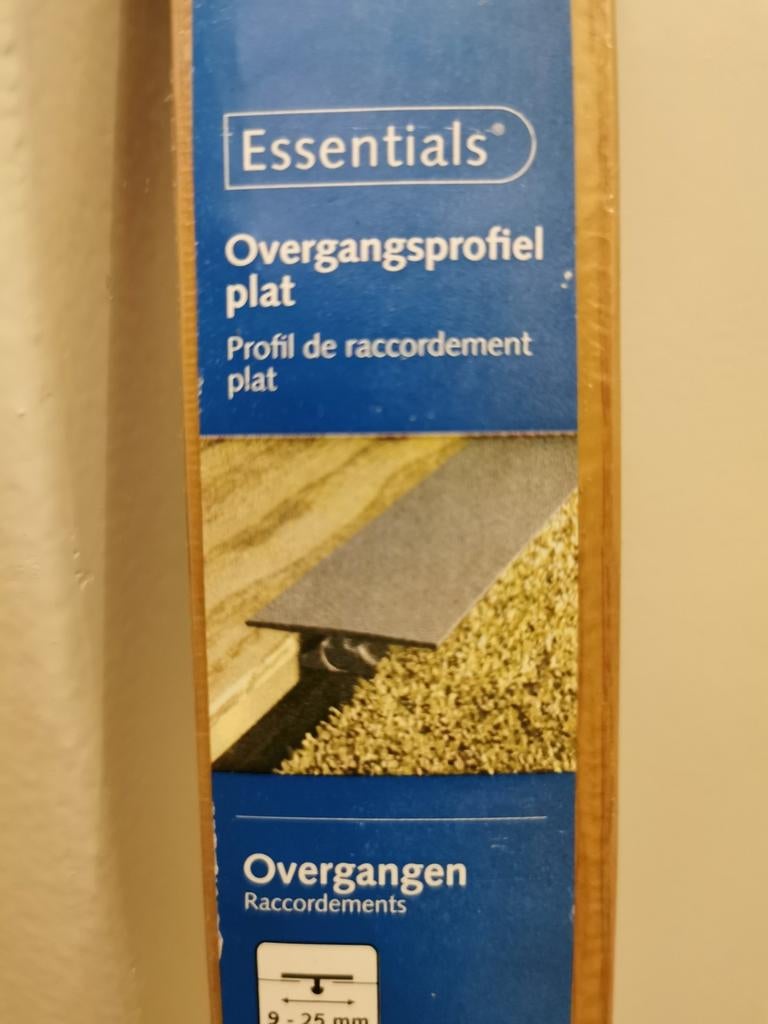 Essentials®
Overgangsprofiel
plat
Profil de raccordement
plat
Overgangen
Raccordements
9 - 25 mm